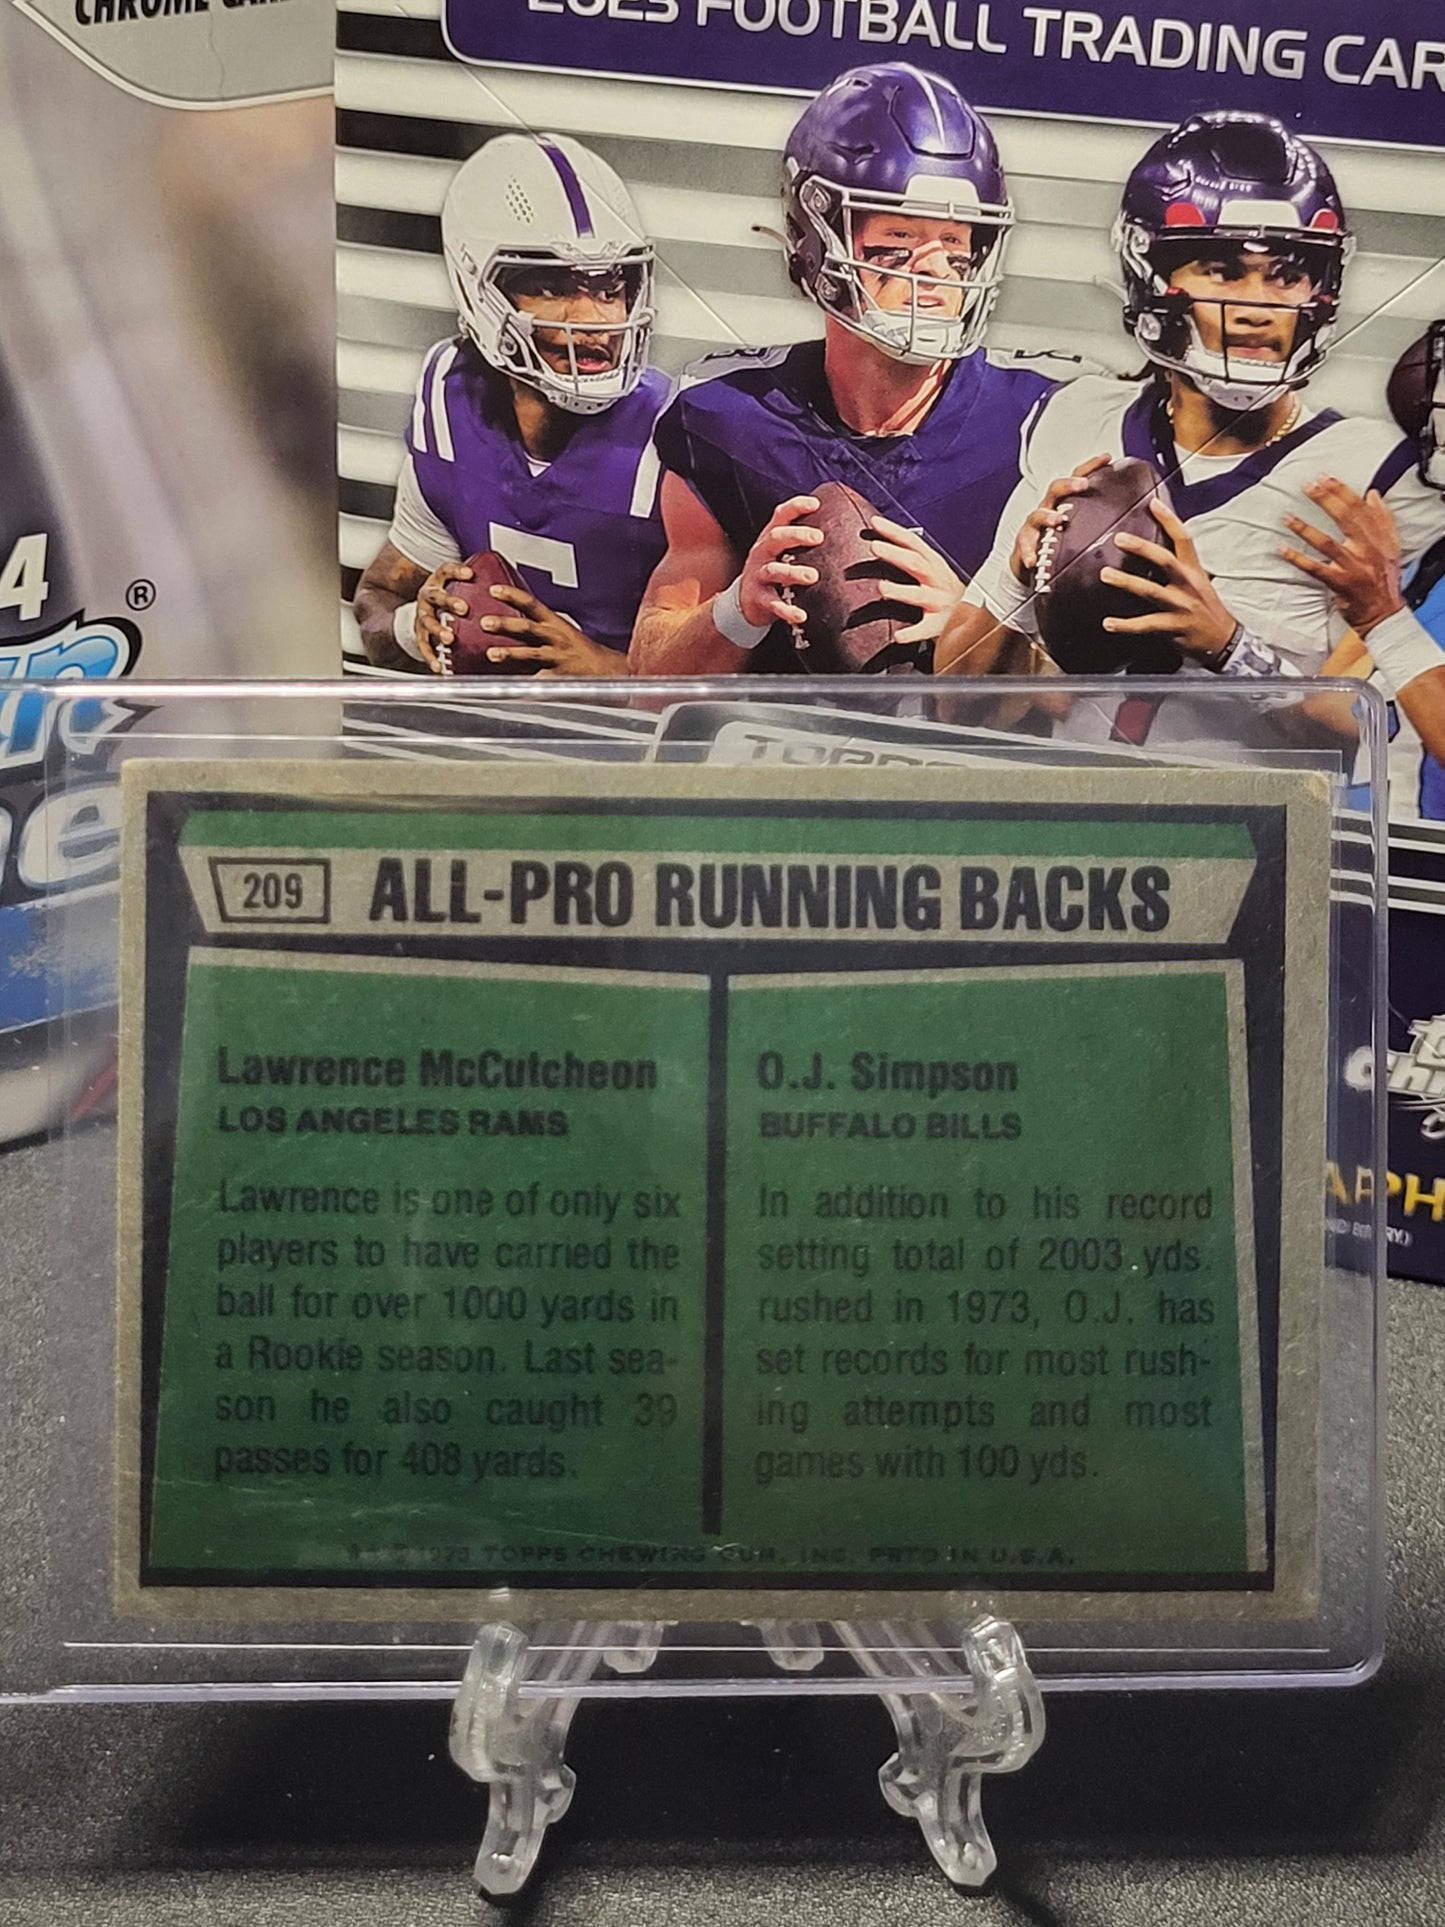 CHROME
2023 FOOTBALL TRADING CAR
4
®
TOPPS
209 ALL-PRO RUNNING BACKS
Lawrence McCutcheon
LOS ANGELES RAMS
Lawrence is one of only six
players to have carried the
ball for over 1000 yards in
a Rookie season. Last sea-
son he also caught 39
passes for 408 yards.
O.J. Simpson
BUFFALO BILLS
In addition to his record
setting total of 2003 yds.
rushed in 1973, O.J. has
set records for most rush-
ing attempts and most
games with 100 yds.
1975 TOPPS CHEWING GUM, INC. PRTD IN U.S.A.